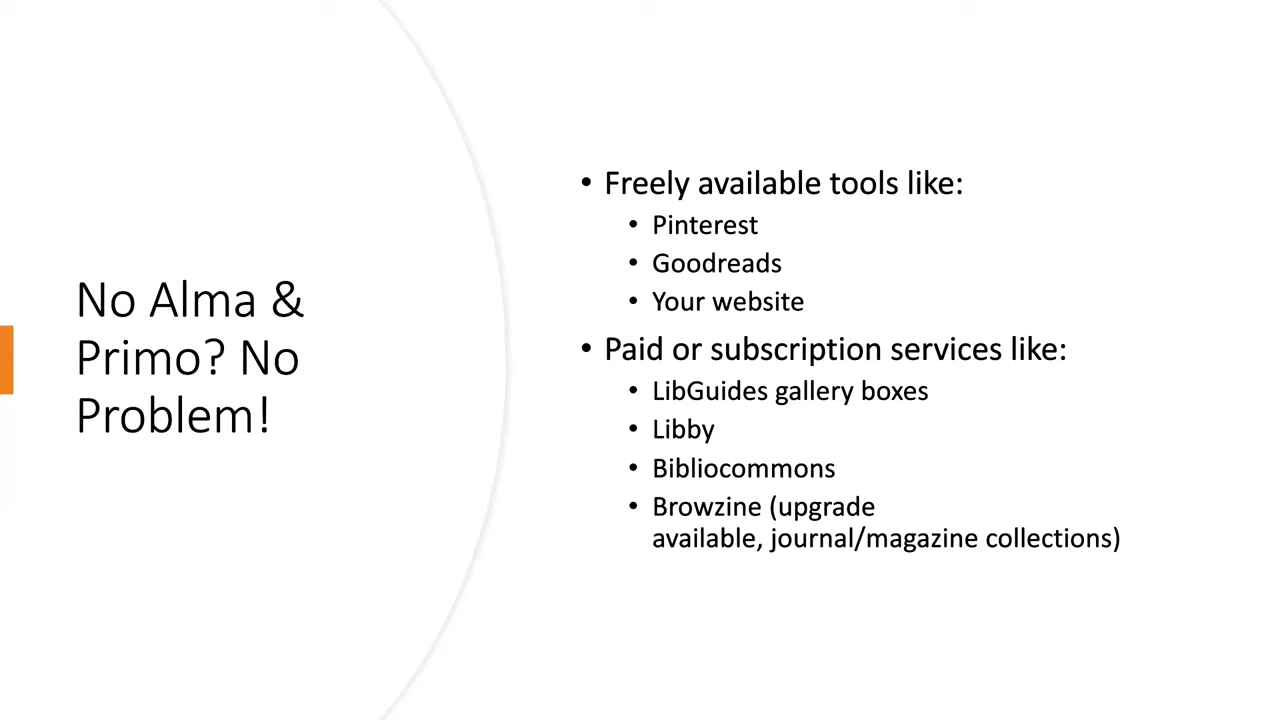 No Alma &
Primo? No
Problem!
• Freely available tools like:
• Pinterest
• Goodreads
• Your website
• Paid or subscription services like:
• LibGuides gallery boxes
• Libby
• Bibliocommons
• Browzine (upgrade
available, journal/magazine collections)